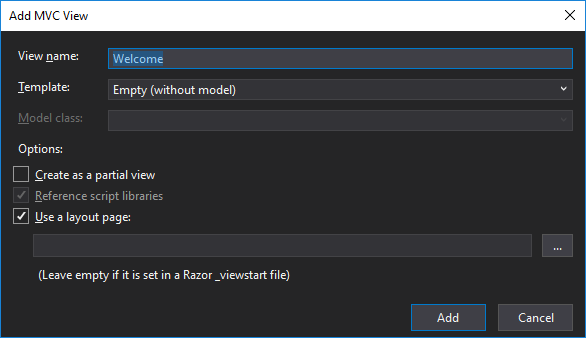 Add MVC View
View name: Welcome
Template: Empty (without model)
Model class:
Options:
Create as a partial view
Reference script libraries
Use a layout page:
...
(Leave empty if it is set in a Razor _viewstart file)
Add Cancel